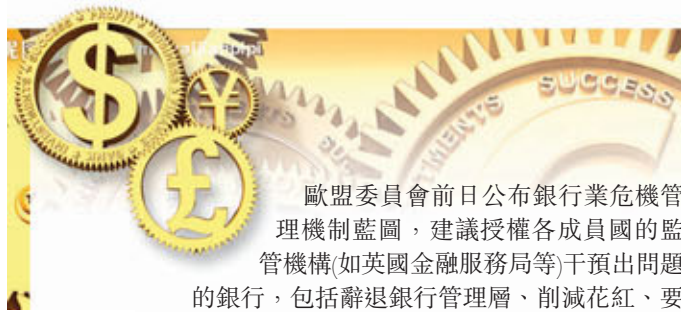 SUCCESS
歐盟委員會前日公布銀行業危機管
理機制藍圖，建議授權各成員國的監
管機構(如英國金融服務局等)干預出問題
的銀行，包括辭退銀行管理層、削減花紅、要